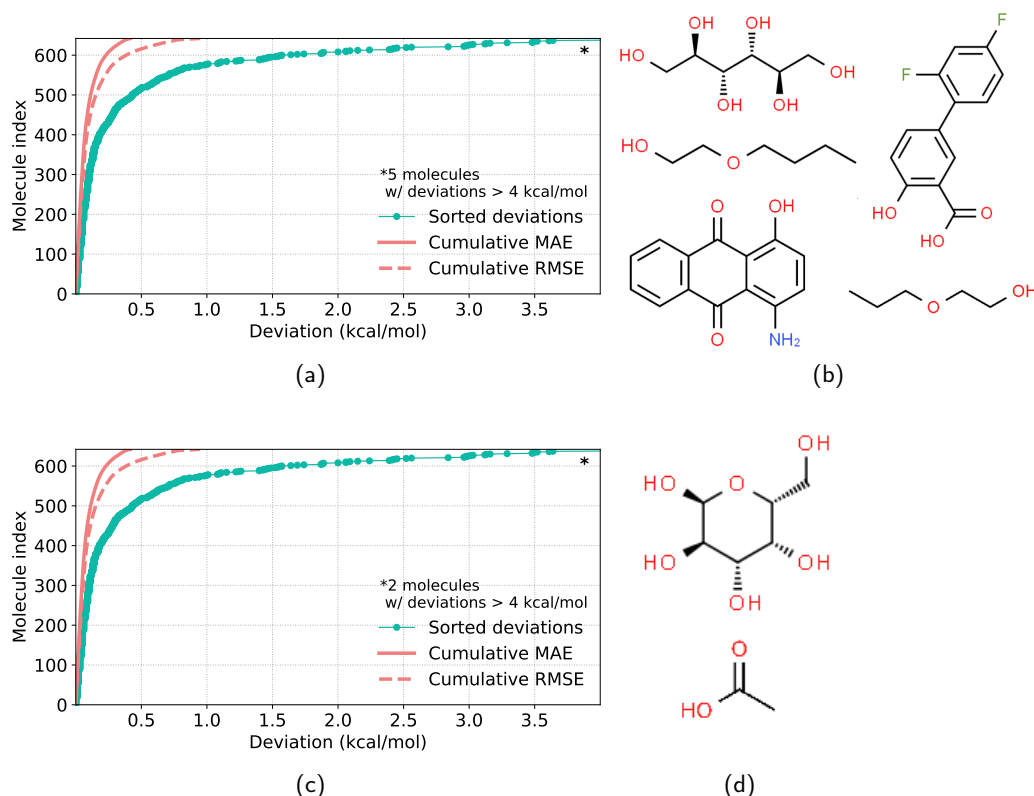 600
500
400
300
200
100
0
Molecule index
0.5 1.0 1.5 2.0 2.5 3.0 3.5
Deviation (kcal/mol)
*
*5 molecules
w/ deviations > 4 kcal/mol
Sorted deviations
Cumulative MAE
Cumulative RMSE
(a)
OH OH
HO
OH
OH OH
HO
O
O OH
O NH₂
F
F
HO
O
HO
O
OH
(b)
600
500
400
300
200
100
0
Molecule index
0.5 1.0 1.5 2.0 2.5 3.0 3.5
Deviation (kcal/mol)
*
*2 molecules
w/ deviations > 4 kcal/mol
Sorted deviations
Cumulative MAE
Cumulative RMSE
(c)
OH
HO O
HO OH
OH
O
HO
(d)